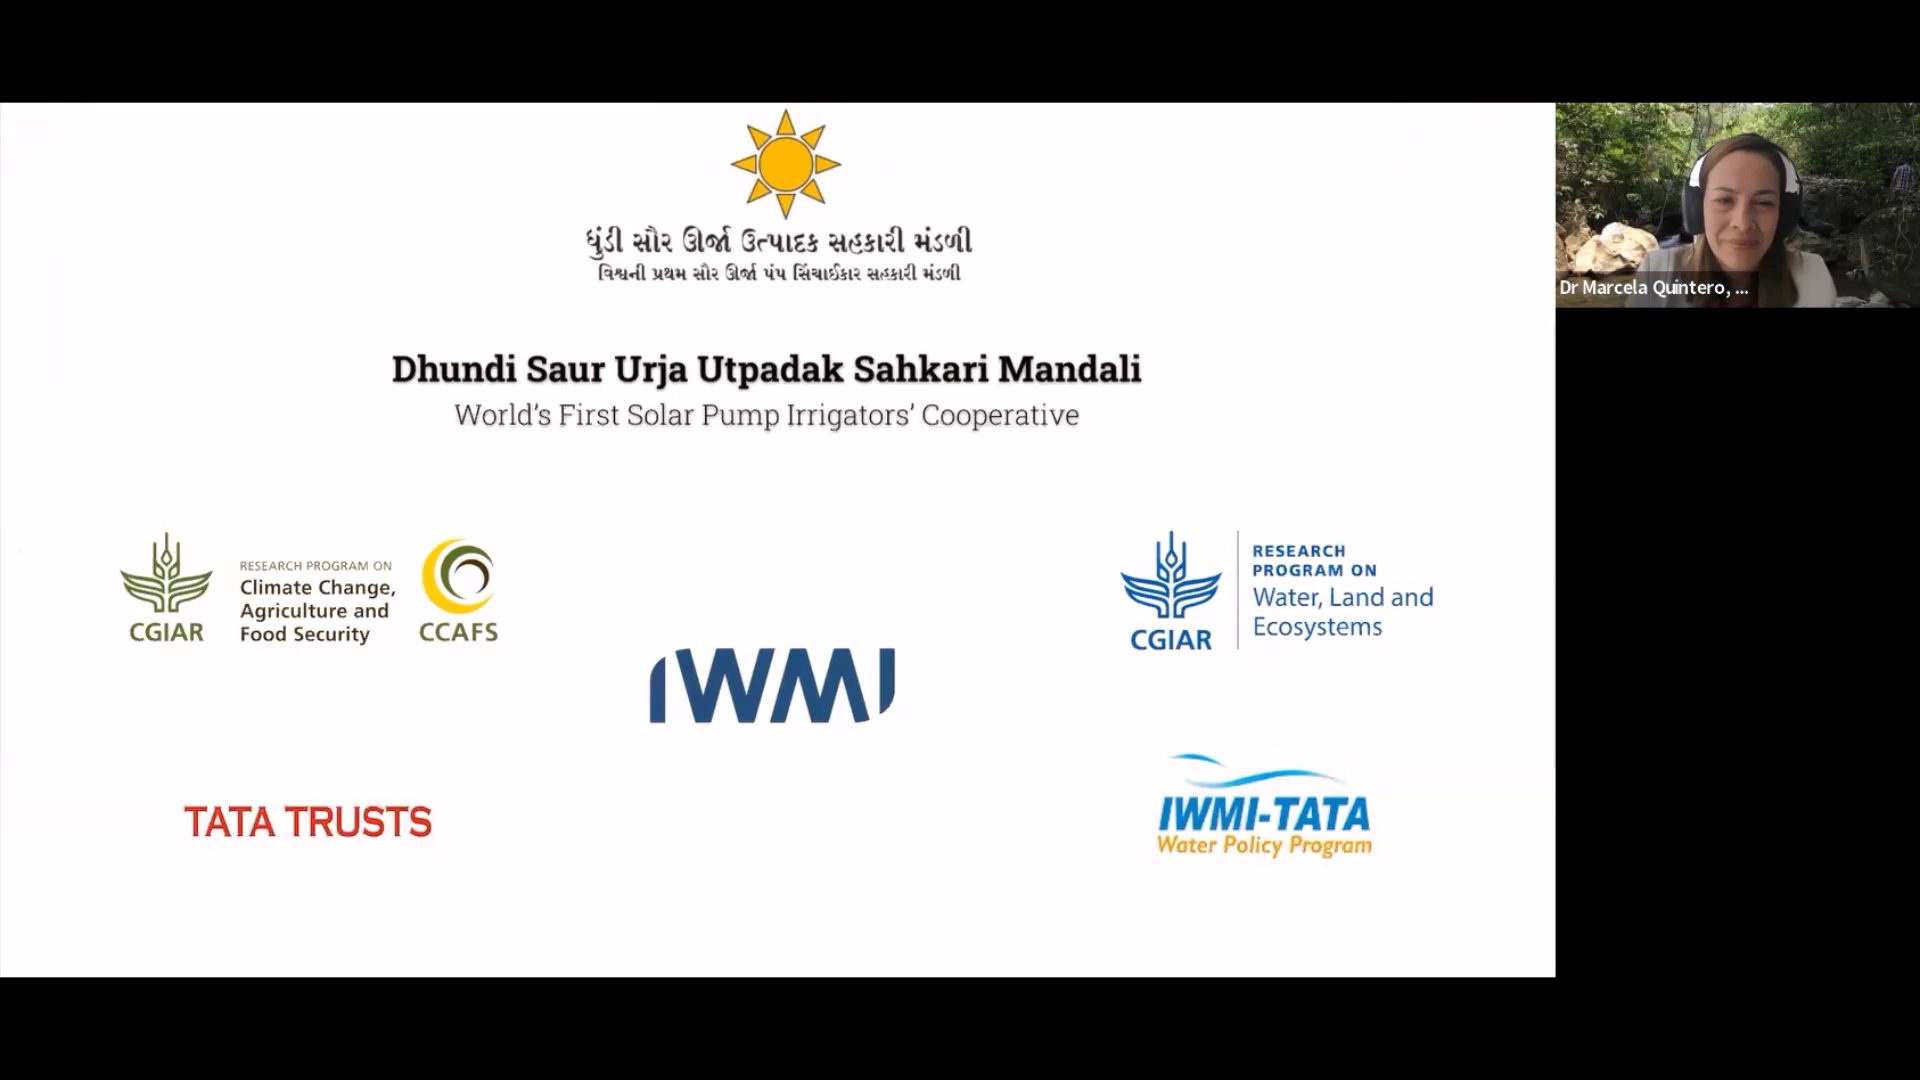 ધુંડી સૌર ઊર્જા ઉત્પાદક સહકારી મંડળી
વિશ્વની પ્રથમ સૌર ઊર્જા પંપ સિંચાઈકાર સહકારી મંડળી
Dhundi Saur Urja Utpadak Sahkari Mandali
World's First Solar Pump Irrigators' Cooperative
CGIAR
RESEARCH PROGRAM ON
Climate Change,
Agriculture and
Food Security
CCAFS
CGIAR
RESEARCH
PROGRAM ON
Water, Land and
Ecosystems
IWMI
TATA TRUSTS
IWMI-TATA
Water Policy Program
Dr Marcela Quintero, ...